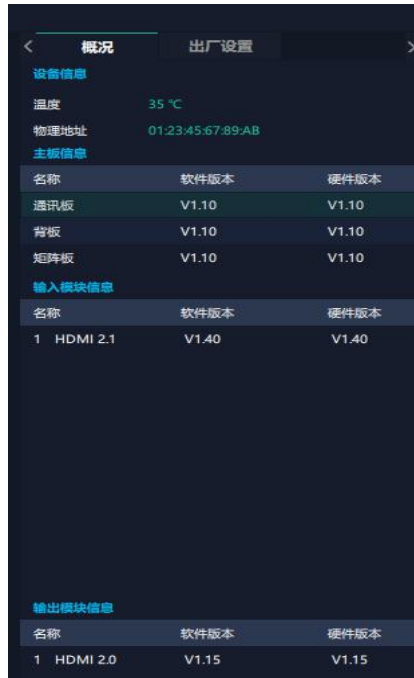 < 概况 出厂设置 >
设备信息
温度 35 ℃
物理地址 01:23:45:67:89:AB
主板信息
名称 软件版本 硬件版本
通讯板 V1.10 V1.10
背板 V1.10 V1.10
矩阵板 V1.10 V1.10
输入模块信息
名称 软件版本 硬件版本
1 HDMI 2.1 V1.40 V1.40
输出模块信息
名称 软件版本 硬件版本
1 HDMI 2.0 V1.15 V1.15